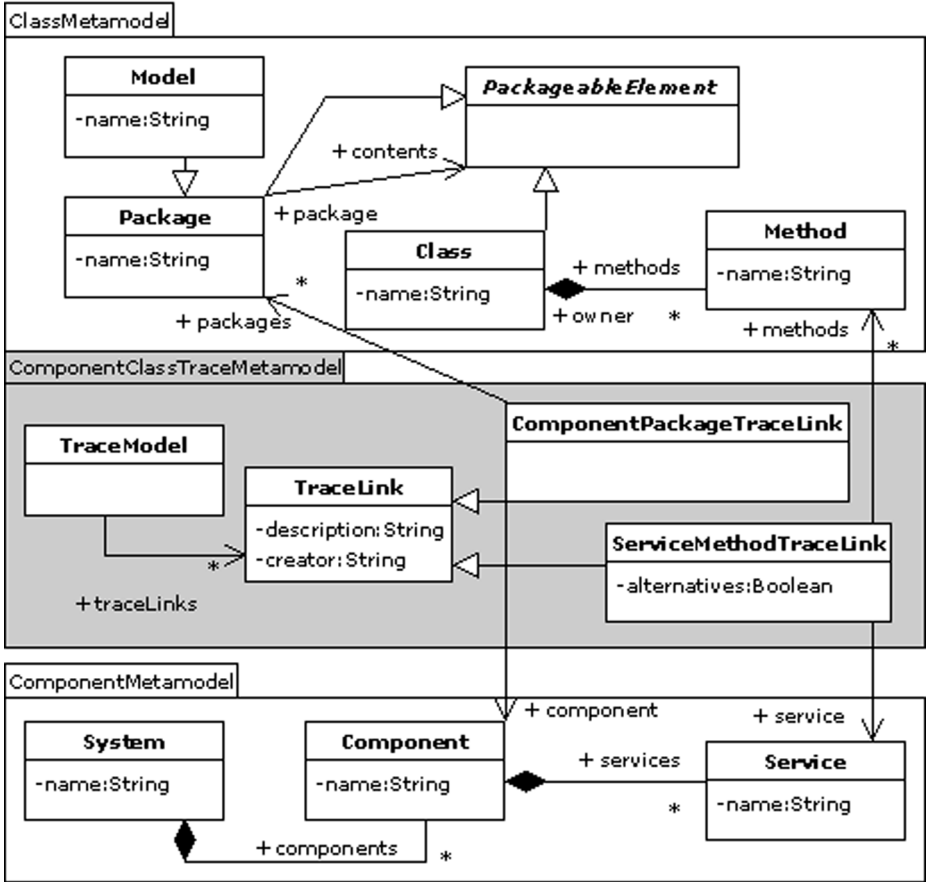 ClassMetamodel
Model
-name:String
PackageableElement
+ contents
Package
-name:String
+ package
Class
-name:String
+ methods
+ owner
*
Method
-name:String
*
+ packages
+ methods
*
ComponentClassTraceMetamodel
ComponentPackageTraceLink
TraceModel
TraceLink
-description:String
-creator:String
*
+ traceLinks
ServiceMethodTraceLink
-alternatives:Boolean
ComponentMetamodel
+ component
+ service
System
-name:String
Component
-name:String
+ services
*
Service
-name:String
+ components
*